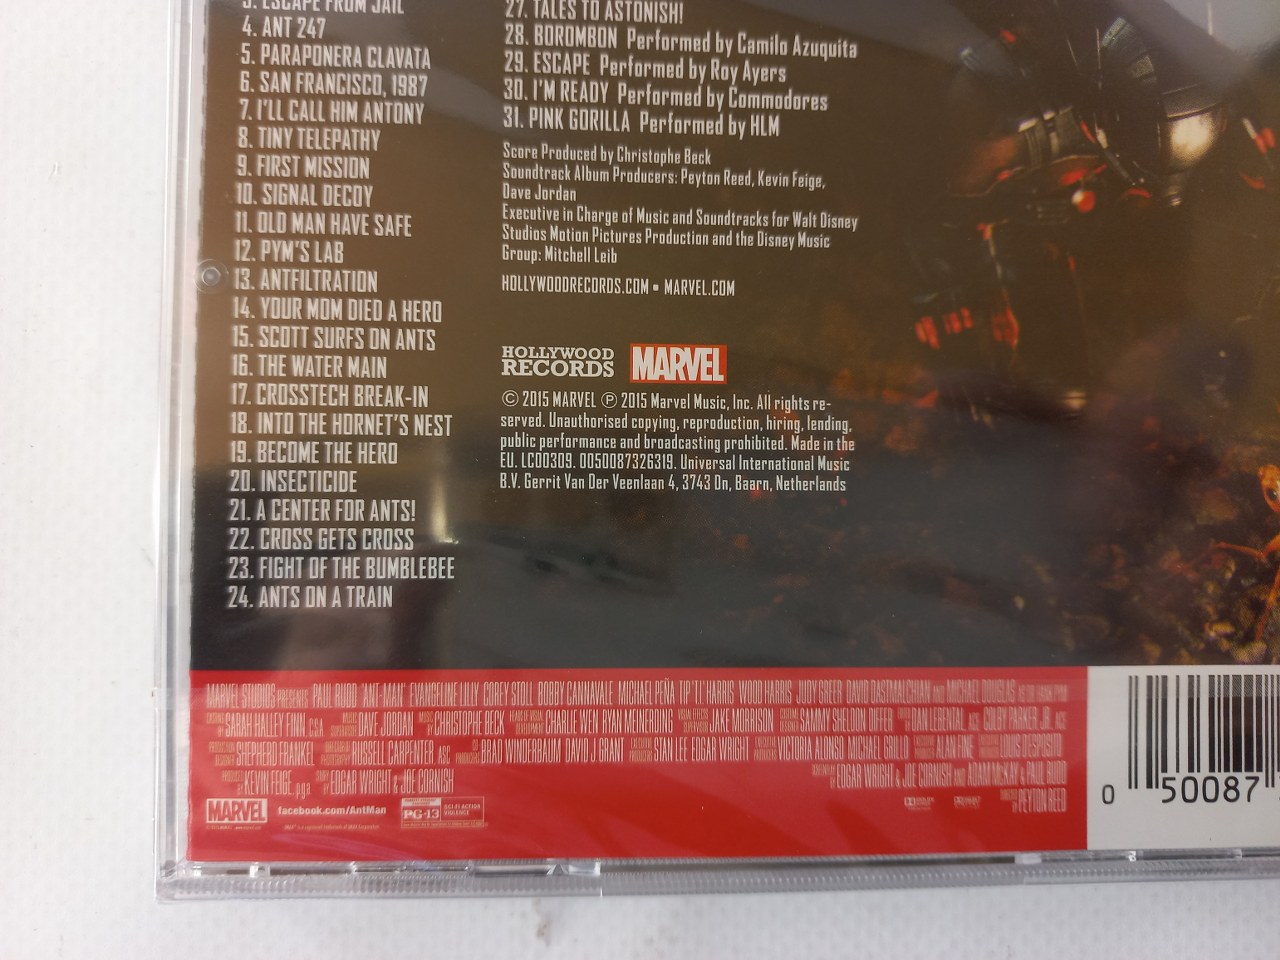 3. ESCAPE FROM JAIL
4. ANT 247
5. PARAPONERA CLAVATA
6. SAN FRANCISCO, 1987
7. I'LL CALL HIM ANTONY
8. TINY TELEPATHY
9. FIRST MISSION
10. SIGNAL DECOY
11. OLD MAN HAVE SAFE
12. PYM'S LAB
13. ANTFILTRATION
14. YOUR MOM DIED A HERO
15. SCOTT SURFS ON ANTS
16. THE WATER MAIN
17. CROSSTECH BREAK-IN
18. INTO THE HORNET'S NEST
19. BECOME THE HERO
20. INSECTICIDE
21. A CENTER FOR ANTS!
22. CROSS GETS CROSS
23. FIGHT OF THE BUMBLEBEE
24. ANTS ON A TRAIN
27. TALES TO ASTONISH!
28. BOROMBON Performed by Camilo Azuquita
29. ESCAPE Performed by Roy Ayers
30. I'M READY Performed by Commodores
31. PINK GORILLA Performed by HLM
Score Produced by Christophe Beck
Soundtrack Album Producers: Peyton Reed, Kevin Feige,
Dave Jordan
Executive in Charge of Music and Soundtracks for Walt Disney
Studios Motion Pictures Production and the Disney Music
Group: Mitchell Leib
HOLLYWOODRECORDS.COM • MARVEL.COM
HOLLYWOOD
RECORDS
MARVEL
© 2015 MARVEL ℗ 2015 Marvel Music, Inc. All rights re-
served. Unauthorised copying, reproduction, hiring, lending,
public performance and broadcasting prohibited. Made in the
EU. LC00309. 0050087326319. Universal International Music
B.V. Gerrit Van Der Veenlaan 4, 3743 Dn, Baarn, Netherlands
MARVEL STUDIOS PRESENTS PAUL RUDD 'ANT-MAN' EVANGELINE LILLY COREY STOLL BOBBY CANNAVALE MICHAEL PEÑA TIP "T.I." HARRIS WOOD HARRIS JUDY GREER DAVID DASTMALCHIAN AND MICHAEL DOUGLAS
SARAH HALLEY FINN C.S.A. DAVE JORDAN CHRISTOPHE BECK CHARLIE WEN RYAN MEINERDING JAKE MORRISON SAMMY SHELDON DIFFER DAN LEBENTAL ACE COLBY PARKER, JR. ACE
SHEPHERD FRANKEL RUSSELL CARPENTER ASC BRAD WINDERBAUM DAVID J. GRANT STAN LEE EDGAR WRIGHT VICTORIA ALONSO MICHAEL GRILLO ALAN FINE LOUIS D'ESPOSITO
KEVIN FEIGE p.g.a. EDGAR WRIGHT & JOE CORNISH EDGAR WRIGHT & JOE CORNISH AND ADAM McKAY & PAUL RUDD
PEYTON REED
MARVEL
facebook.com/AntMan
PG-13
SCI-FI ACTION
VIOLENCE
0 50087